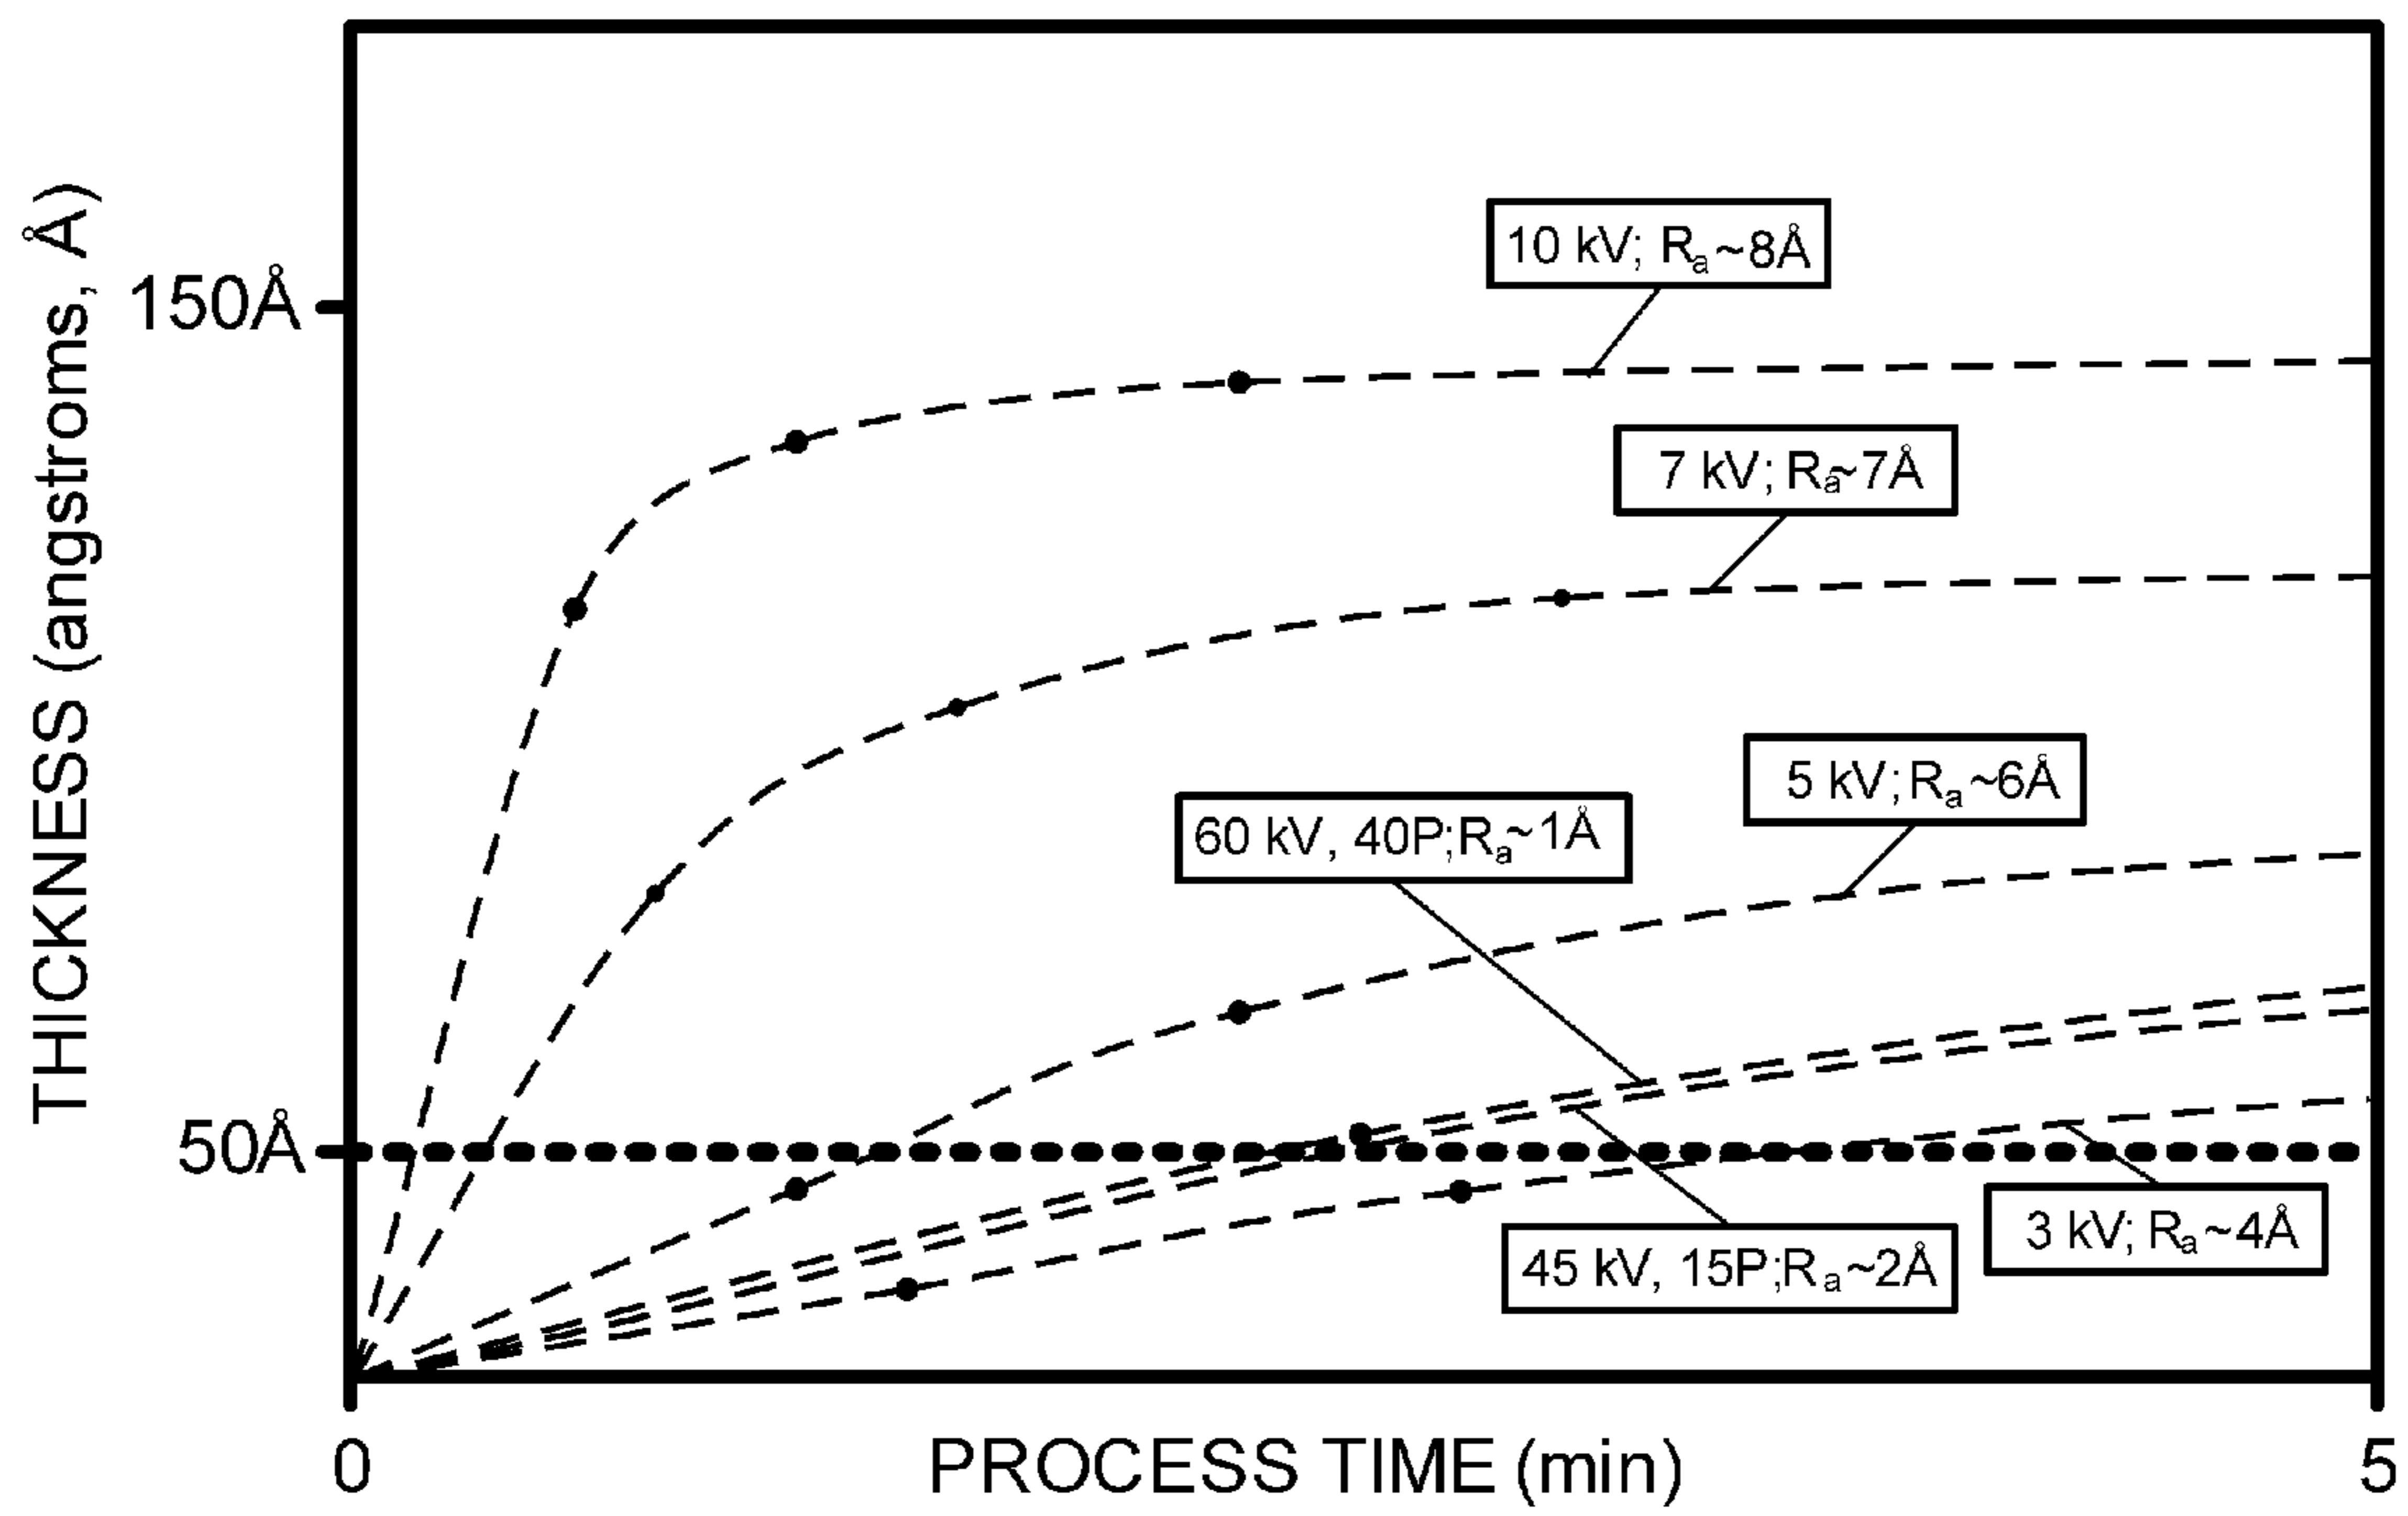 THICKNESS (angstroms, Å)
150Å
50Å
10 kV; Ra~8Å
7 kV; Ra~7Å
5 kV;Ra~6Å
60 kV, 40P;Ra~1Å
3 kV; Ra~4Å
45 kV, 15P;Ra~2Å
0
PROCESS TIME (min)
5